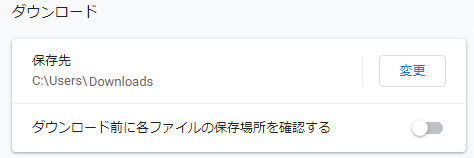 ダウンロード
保存先
C:\Users\Downloads
変更
ダウンロード前に各ファイルの保存場所を確認する